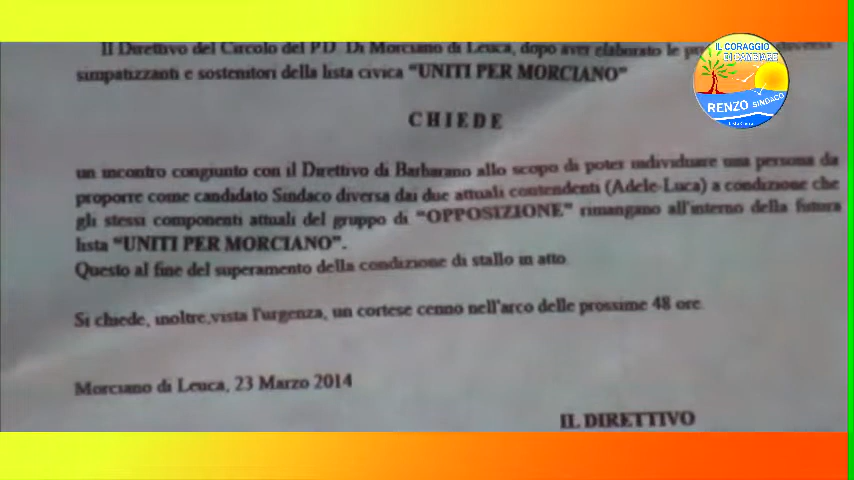 Il Direttivo del Circolo del PD. Di Morciano di Leuca, dopo aver elaborato le
simpatizzanti e sostenitori della lista civica "UNITI PER MORCIANO"
CHIEDE
un incontro congiunto con il Direttivo di Barbarano allo scopo di poter individuare una persona da
proporre come candidato Sindaco diversa dai due attuali contendenti (Adele-Luca) a condizione che
gli stessi componenti attuali del gruppo di "OPPOSIZIONE" rimangano all'interno della futura
lista "UNITI PER MORCIANO".
Questo al fine del superamento della condizione di stallo in atto.
Si chiede, inoltre,vista l'urgenza, un cortese cenno nell'arco delle prossime 48 ore.
Morciano di Leuca, 23 Marzo 2014
IL DIRETTIVO
IL CORAGGIO
DI CAMBIARE
RENZO SINDACO